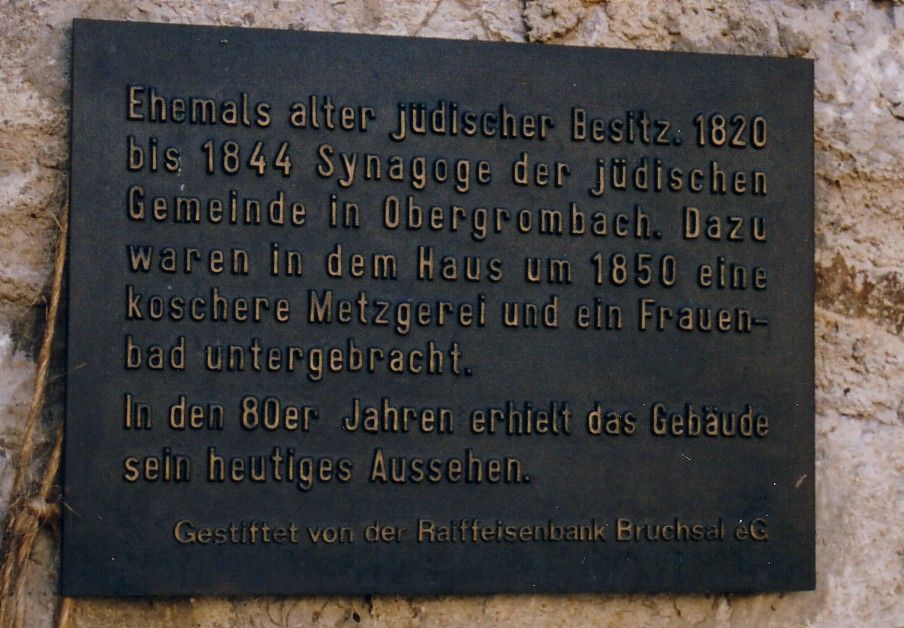 Ehemals alter jüdischer Besitz. 1820
bis 1844 Synagoge der jüdischen
Gemeinde in Obergrombach. Dazu
waren in dem Haus um 1850 eine
koschere Metzgerei und ein Frauen-
bad untergebracht.
In den 80er Jahren erhielt das Gebäude
sein heutiges Aussehen.
Gestiftet von der Raiffeisenbank Bruchsal eG